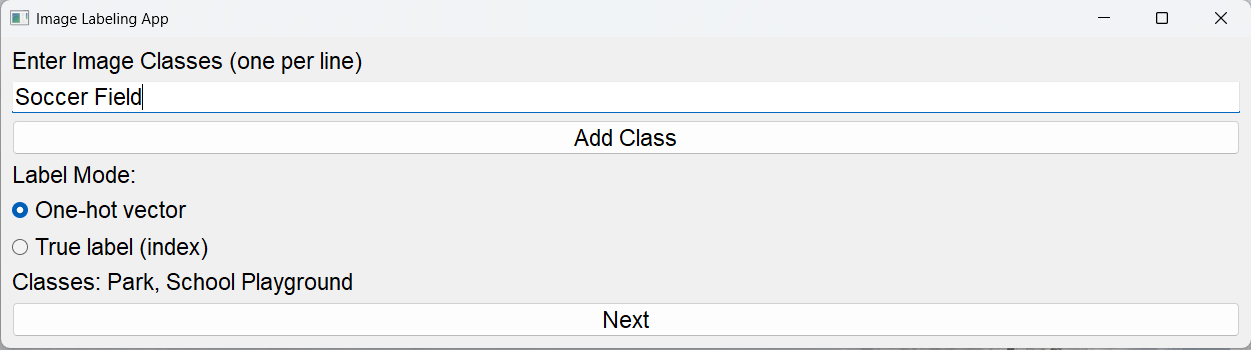 Image Labeling App
Enter Image Classes (one per line)
Soccer Field
Add Class
Label Mode:
One-hot vector
True label (index)
Classes: Park, School Playground
Next